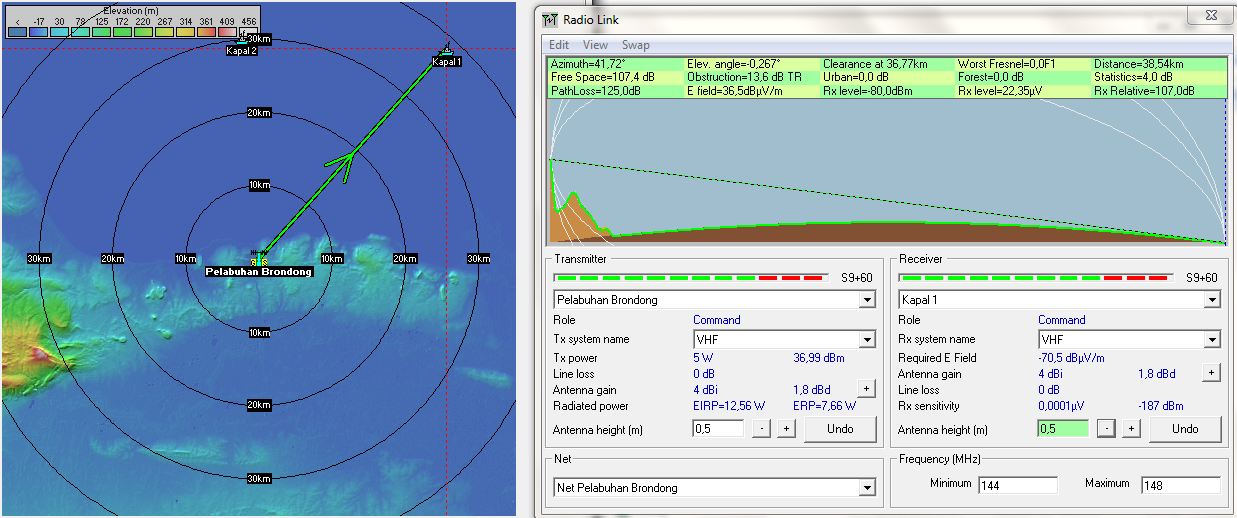 Elevation (m)
< -17 30 78 125 172 220 267 314 361 409 456
30km
Kapal 2
Kapal 1
20km
10km
30km 20km 10km 10km 20km 30km
Pelabuhan Brondong
10km
20km
30km
Radio Link
Edit View Swap
Azimuth=41,72° Elev. angle=-0,267° Clearance at 36,77km Worst Fresnel=0,0F1 Distance=38,54km
Free Space=107,4 dB Obstruction=13,6 dB TR Urban=0,0 dB Forest=0,0 dB Statistics=4,0 dB
PathLoss=125,0dB E field=36,5dBµV/m Rx level=-80,0dBm Rx level=22,35µV Rx Relative=107,0dB
Transmitter
S9+60
Pelabuhan Brondong
Role Command
Tx system name VHF
Tx power 5 W 36,99 dBm
Line loss 0 dB
Antenna gain 4 dBi 1,8 dBd +
Radiated power EIRP=12,56 W ERP=7,66 W
Antenna height (m) 0,5 - + Undo
Net
Net Pelabuhan Brondong
Receiver
S9+60
Kapal 1
Role Command
Rx system name VHF
Required E Field -70,5 dBµV/m
Antenna gain 4 dBi 1,8 dBd +
Line loss 0 dB
Rx sensitivity 0,0001µV -187 dBm
Antenna height (m) 0,5 - + Undo
Frequency (MHz)
Minimum 144 Maximum 148